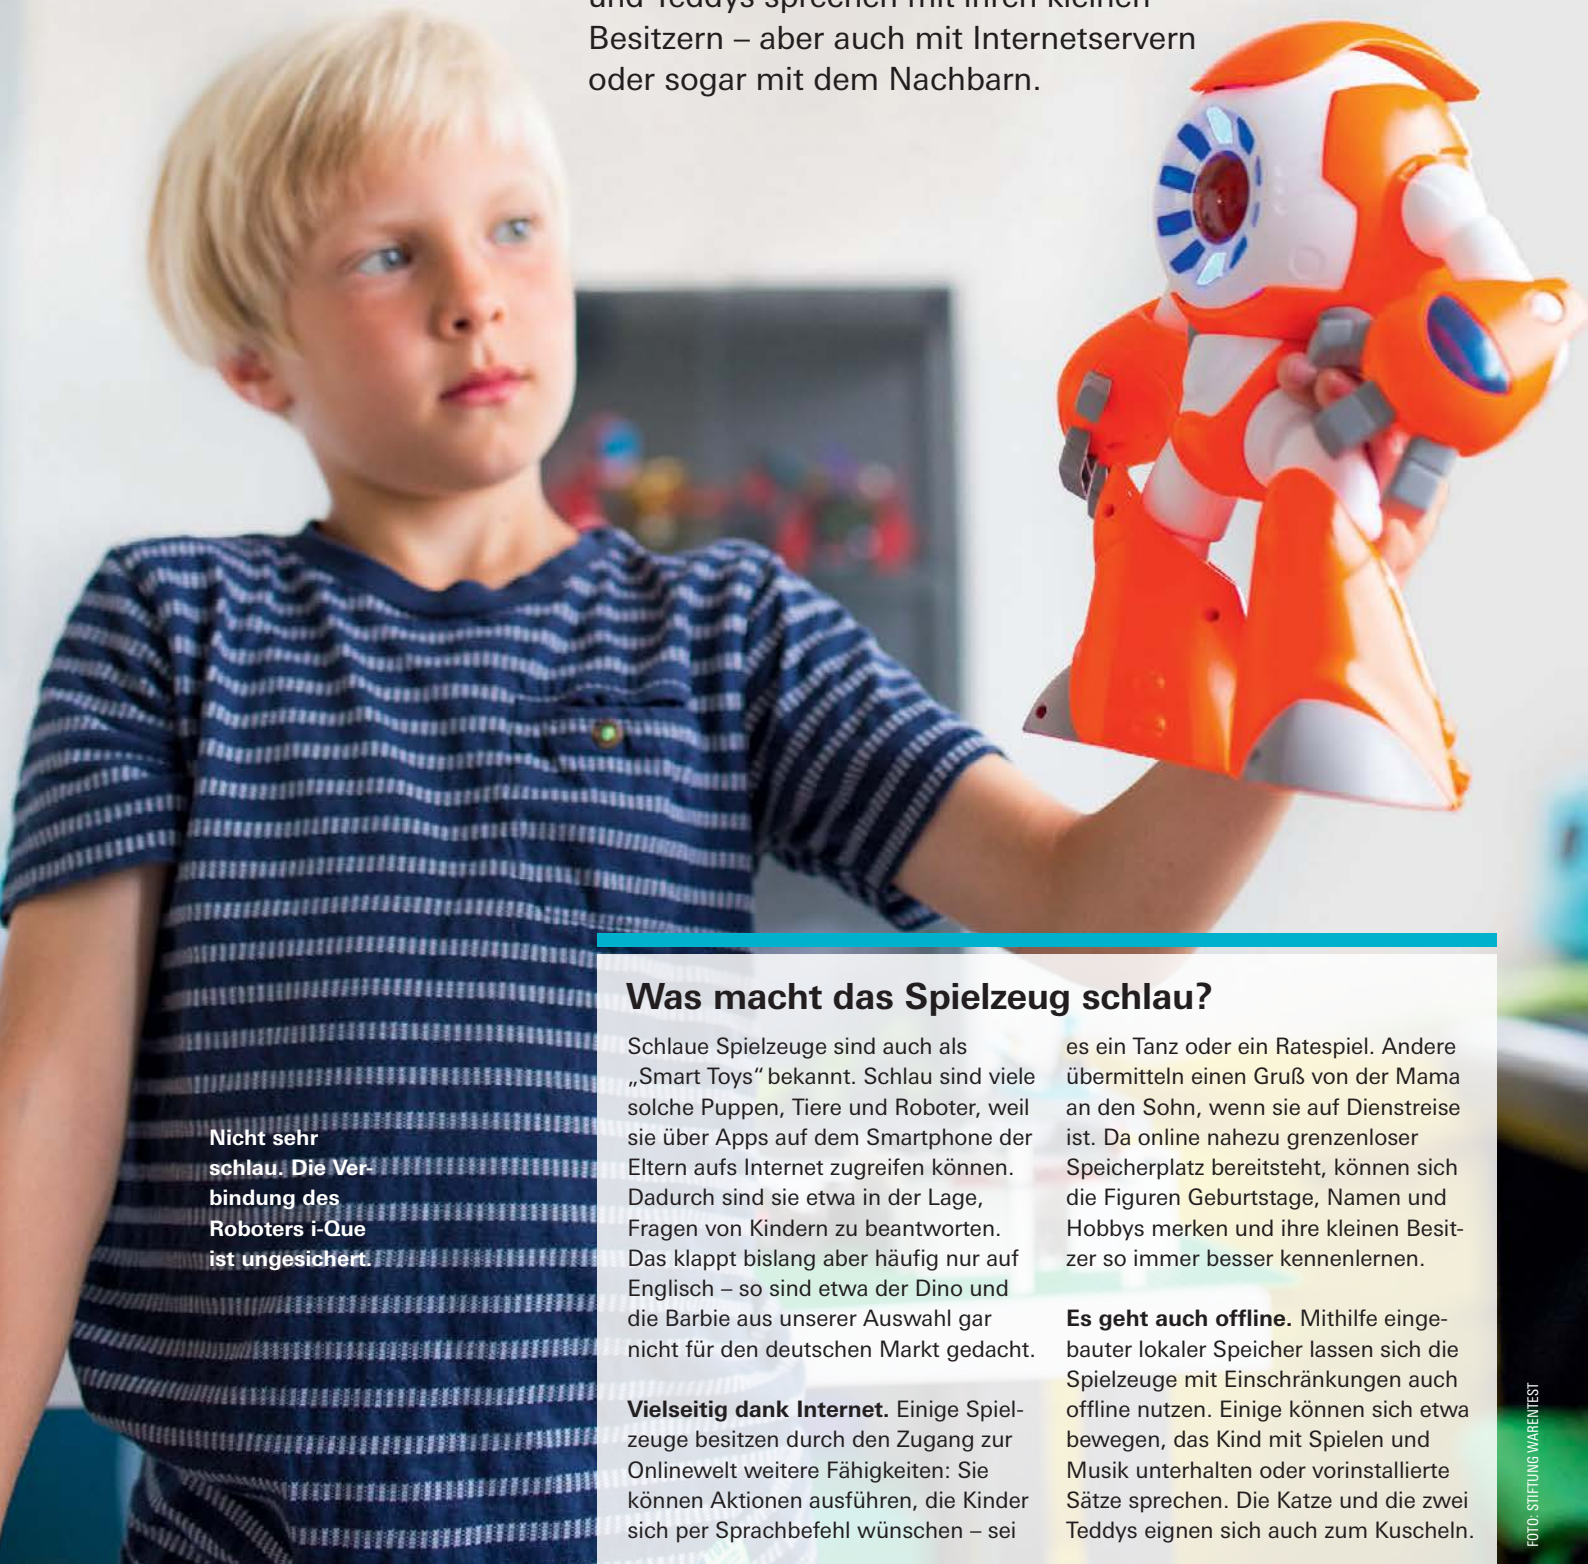 und Teddys sprechen mit ihren kleinen
Besitzern – aber auch mit Internetservern
oder sogar mit dem Nachbarn.
Nicht sehr
schlau. Die Ver-
bindung des
Roboters i-Que
ist ungesichert.
Was macht das Spielzeug schlau?
Schlaue Spielzeuge sind auch als
„Smart Toys“ bekannt. Schlau sind viele
solche Puppen, Tiere und Roboter, weil
sie über Apps auf dem Smartphone der
Eltern aufs Internet zugreifen können.
Dadurch sind sie etwa in der Lage,
Fragen von Kindern zu beantworten.
Das klappt bislang aber häufig nur auf
Englisch – so sind etwa der Dino und
die Barbie aus unserer Auswahl gar
nicht für den deutschen Markt gedacht.
Vielseitig dank Internet. Einige Spiel-
zeuge besitzen durch den Zugang zur
Onlinewelt weitere Fähigkeiten: Sie
können Aktionen ausführen, die Kinder
sich per Sprachbefehl wünschen – sei
es ein Tanz oder ein Ratespiel. Andere
übermitteln einen Gruß von der Mama
an den Sohn, wenn sie auf Dienstreise
ist. Da online nahezu grenzenloser
Speicherplatz bereitsteht, können sich
die Figuren Geburtstage, Namen und
Hobbys merken und ihre kleinen Besit-
zer so immer besser kennenlernen.
Es geht auch offline. Mithilfe einge-
bauter lokaler Speicher lassen sich die
Spielzeuge mit Einschränkungen auch
offline nutzen. Einige können sich etwa
bewegen, das Kind mit Spielen und
Musik unterhalten oder vorinstallierte
Sätze sprechen. Die Katze und die zwei
Teddys eignen sich auch zum Kuscheln.
FOTO: STIFTUNG WARENTEST